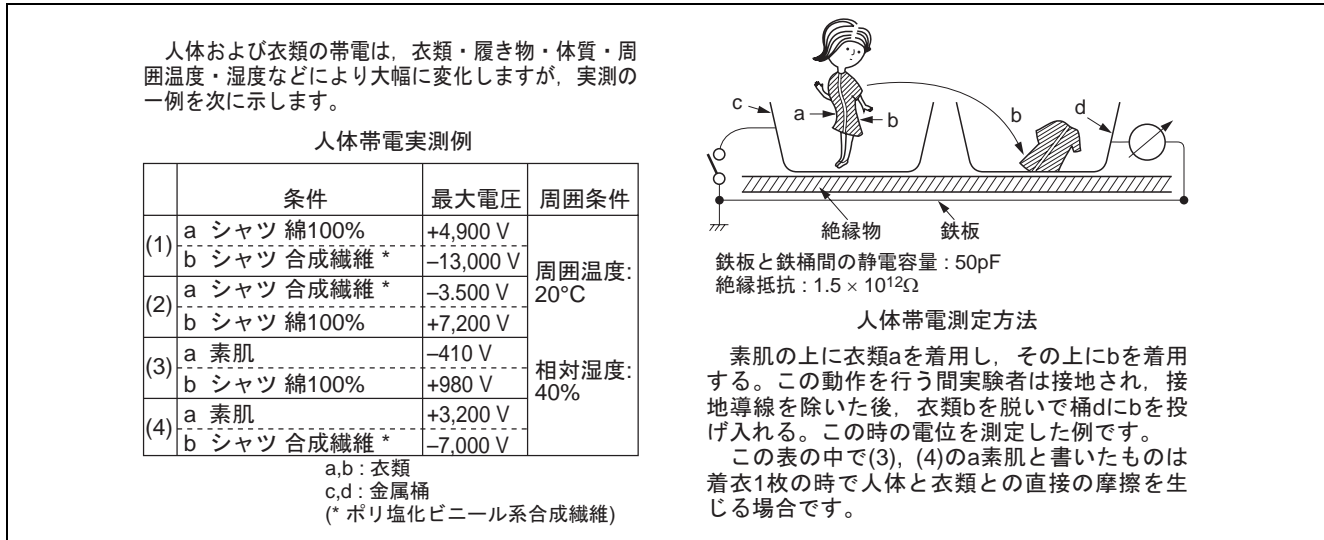 人体および衣類の帯電は，衣類・履き物・体質・周
囲温度・湿度などにより大幅に変化しますが，実測の
一例を次に示します。
人体帯電実測例
条件 最大電圧 周囲条件
(1) a シャツ 綿100% +4,900 V
b シャツ 合成繊維 * –13,000 V
(2) a シャツ 合成繊維 * –3.500 V
b シャツ 綿100% +7,200 V
(3) a 素肌 –410 V
b シャツ 綿100% +980 V
(4) a 素肌 +3,200 V
b シャツ 合成繊維 * –7,000 V
周囲温度:
20°C
相対湿度:
40%
a,b : 衣類
c,d : 金属桶
(* ポリ塩化ビニール系合成繊維)
c a b b d
絶縁物 鉄板
鉄板と鉄桶間の静電容量 : 50pF
絶縁抵抗 : 1.5 × 10¹²Ω
人体帯電測定方法
素肌の上に衣類aを着用し，その上にbを着用
する。この動作を行う間実験者は接地され，接
地導線を除いた後，衣類bを脱いで桶dにbを投
げ入れる。この時の電位を測定した例です。
この表の中で(3), (4)のa素肌と書いたものは
着衣1枚の時で人体と衣類との直接の摩擦を生
じる場合です。